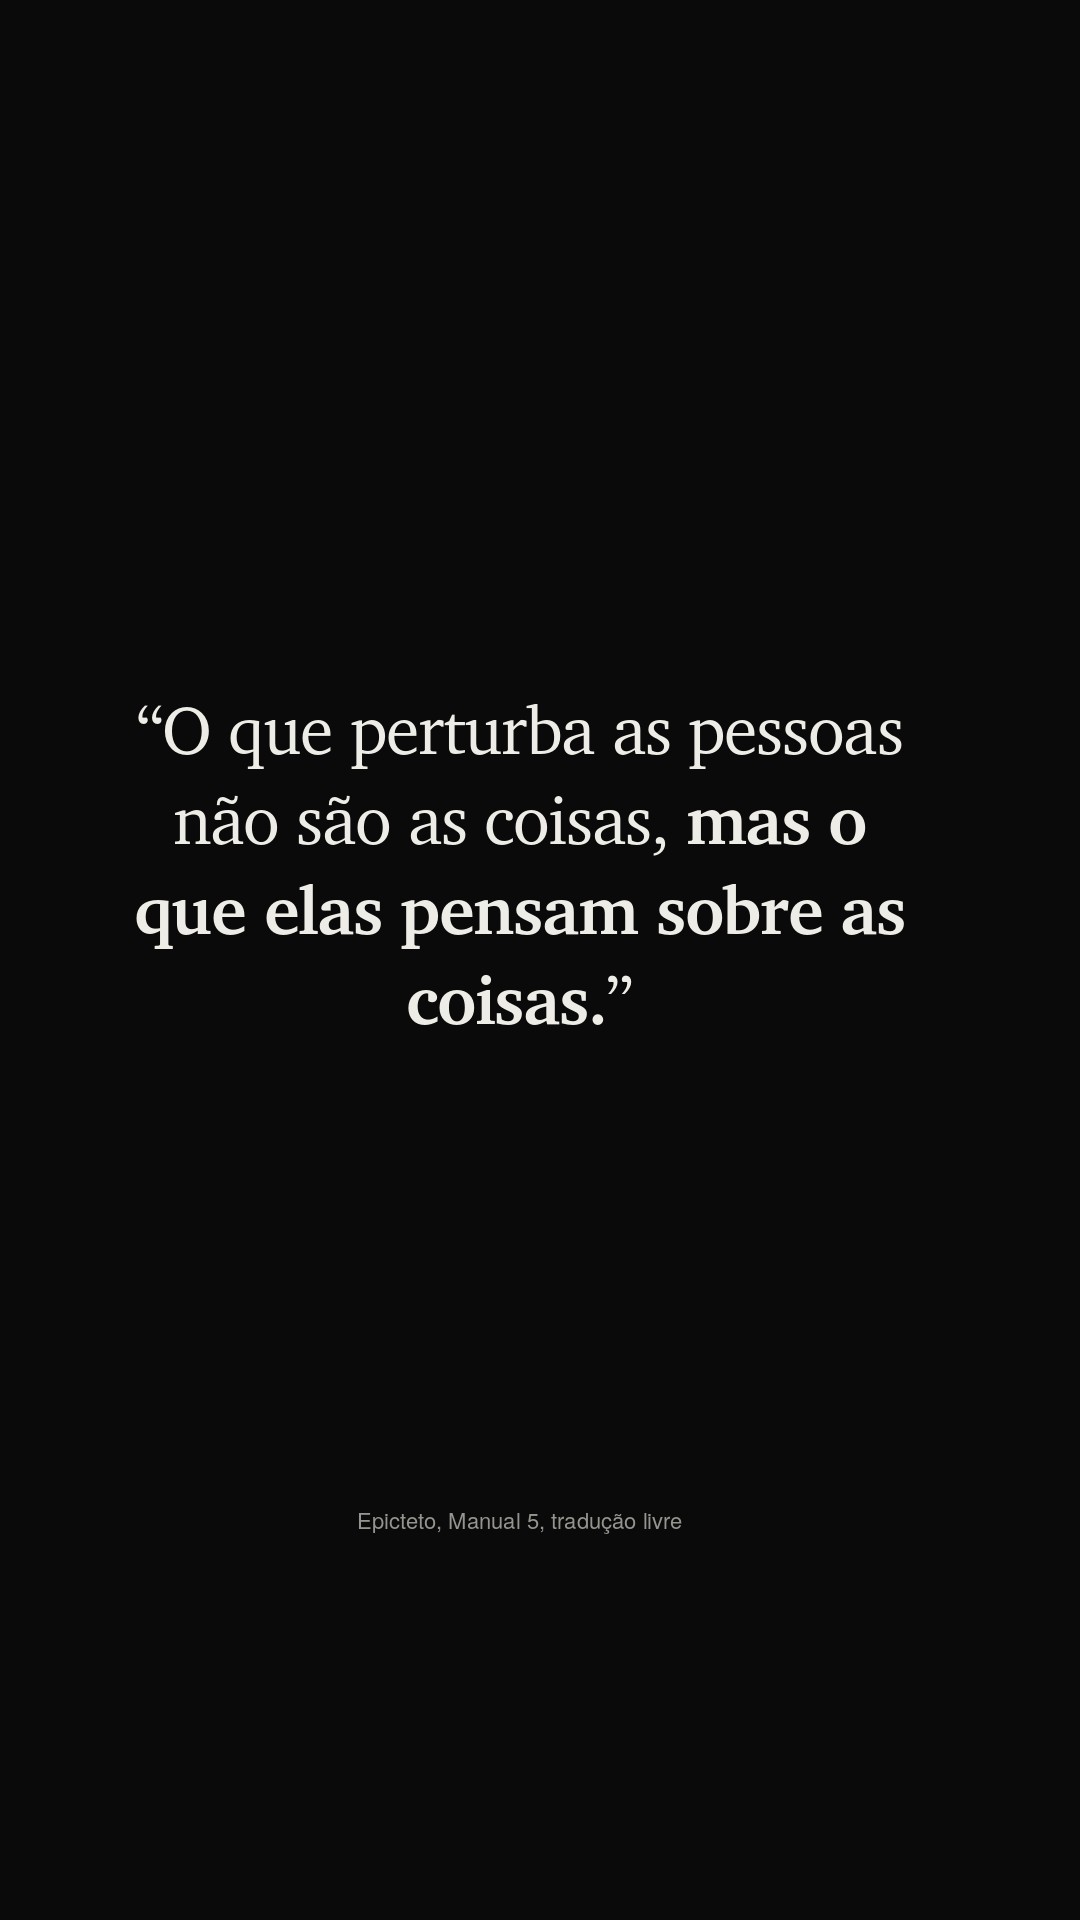 “O que perturba as pessoas
não são as coisas, mas o
que elas pensam sobre as
coisas.”
Epicteto, Manual 5, tradução livre